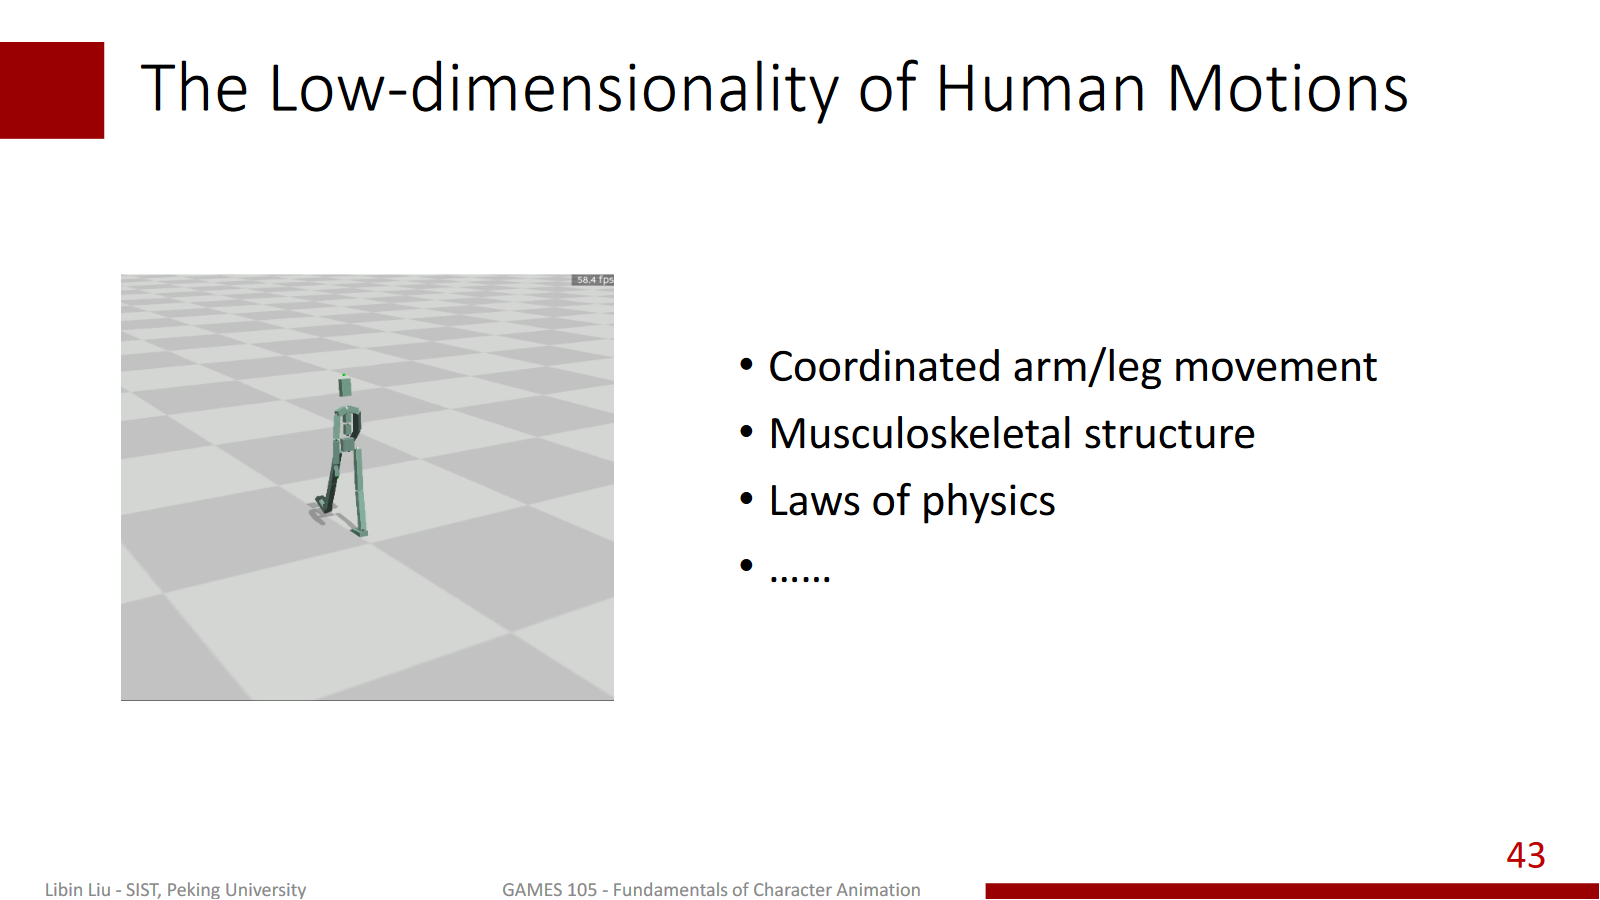 The Low-dimensionality of Human Motions
58.4 fps
• Coordinated arm/leg movement
• Musculoskeletal structure
• Laws of physics
• ……
43
Libin Liu - SIST, Peking University
GAMES 105 - Fundamentals of Character Animation